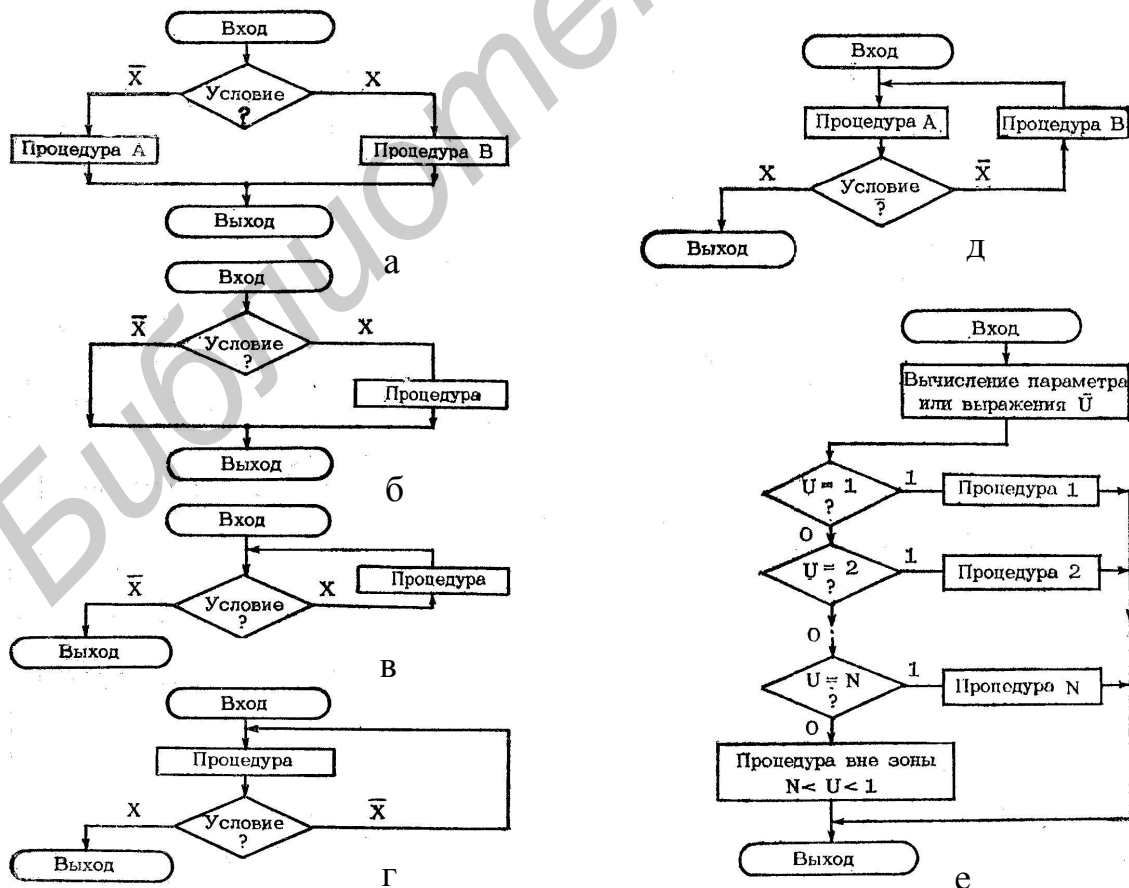 Вход
X̅
X
Условие
?
Процедура А
Процедура В
Выход
а
Вход
X̅
X
Условие
?
Процедура
Выход
б
Вход
Процедура
X̅
X
Условие
?
Выход
в
Вход
Процедура
X
X̅
Условие
?
Выход
г
Вход
Процедура А
Процедура В
X
X̅
Условие
?
Выход
д
Вход
Вычисление параметра
или выражения U̅
U = 1
?
1
Процедура 1
0
U = 2
?
1
Процедура 2
0
U = N
?
1
Процедура N
0
Процедура вне зоны
N < U < 1
Выход
е